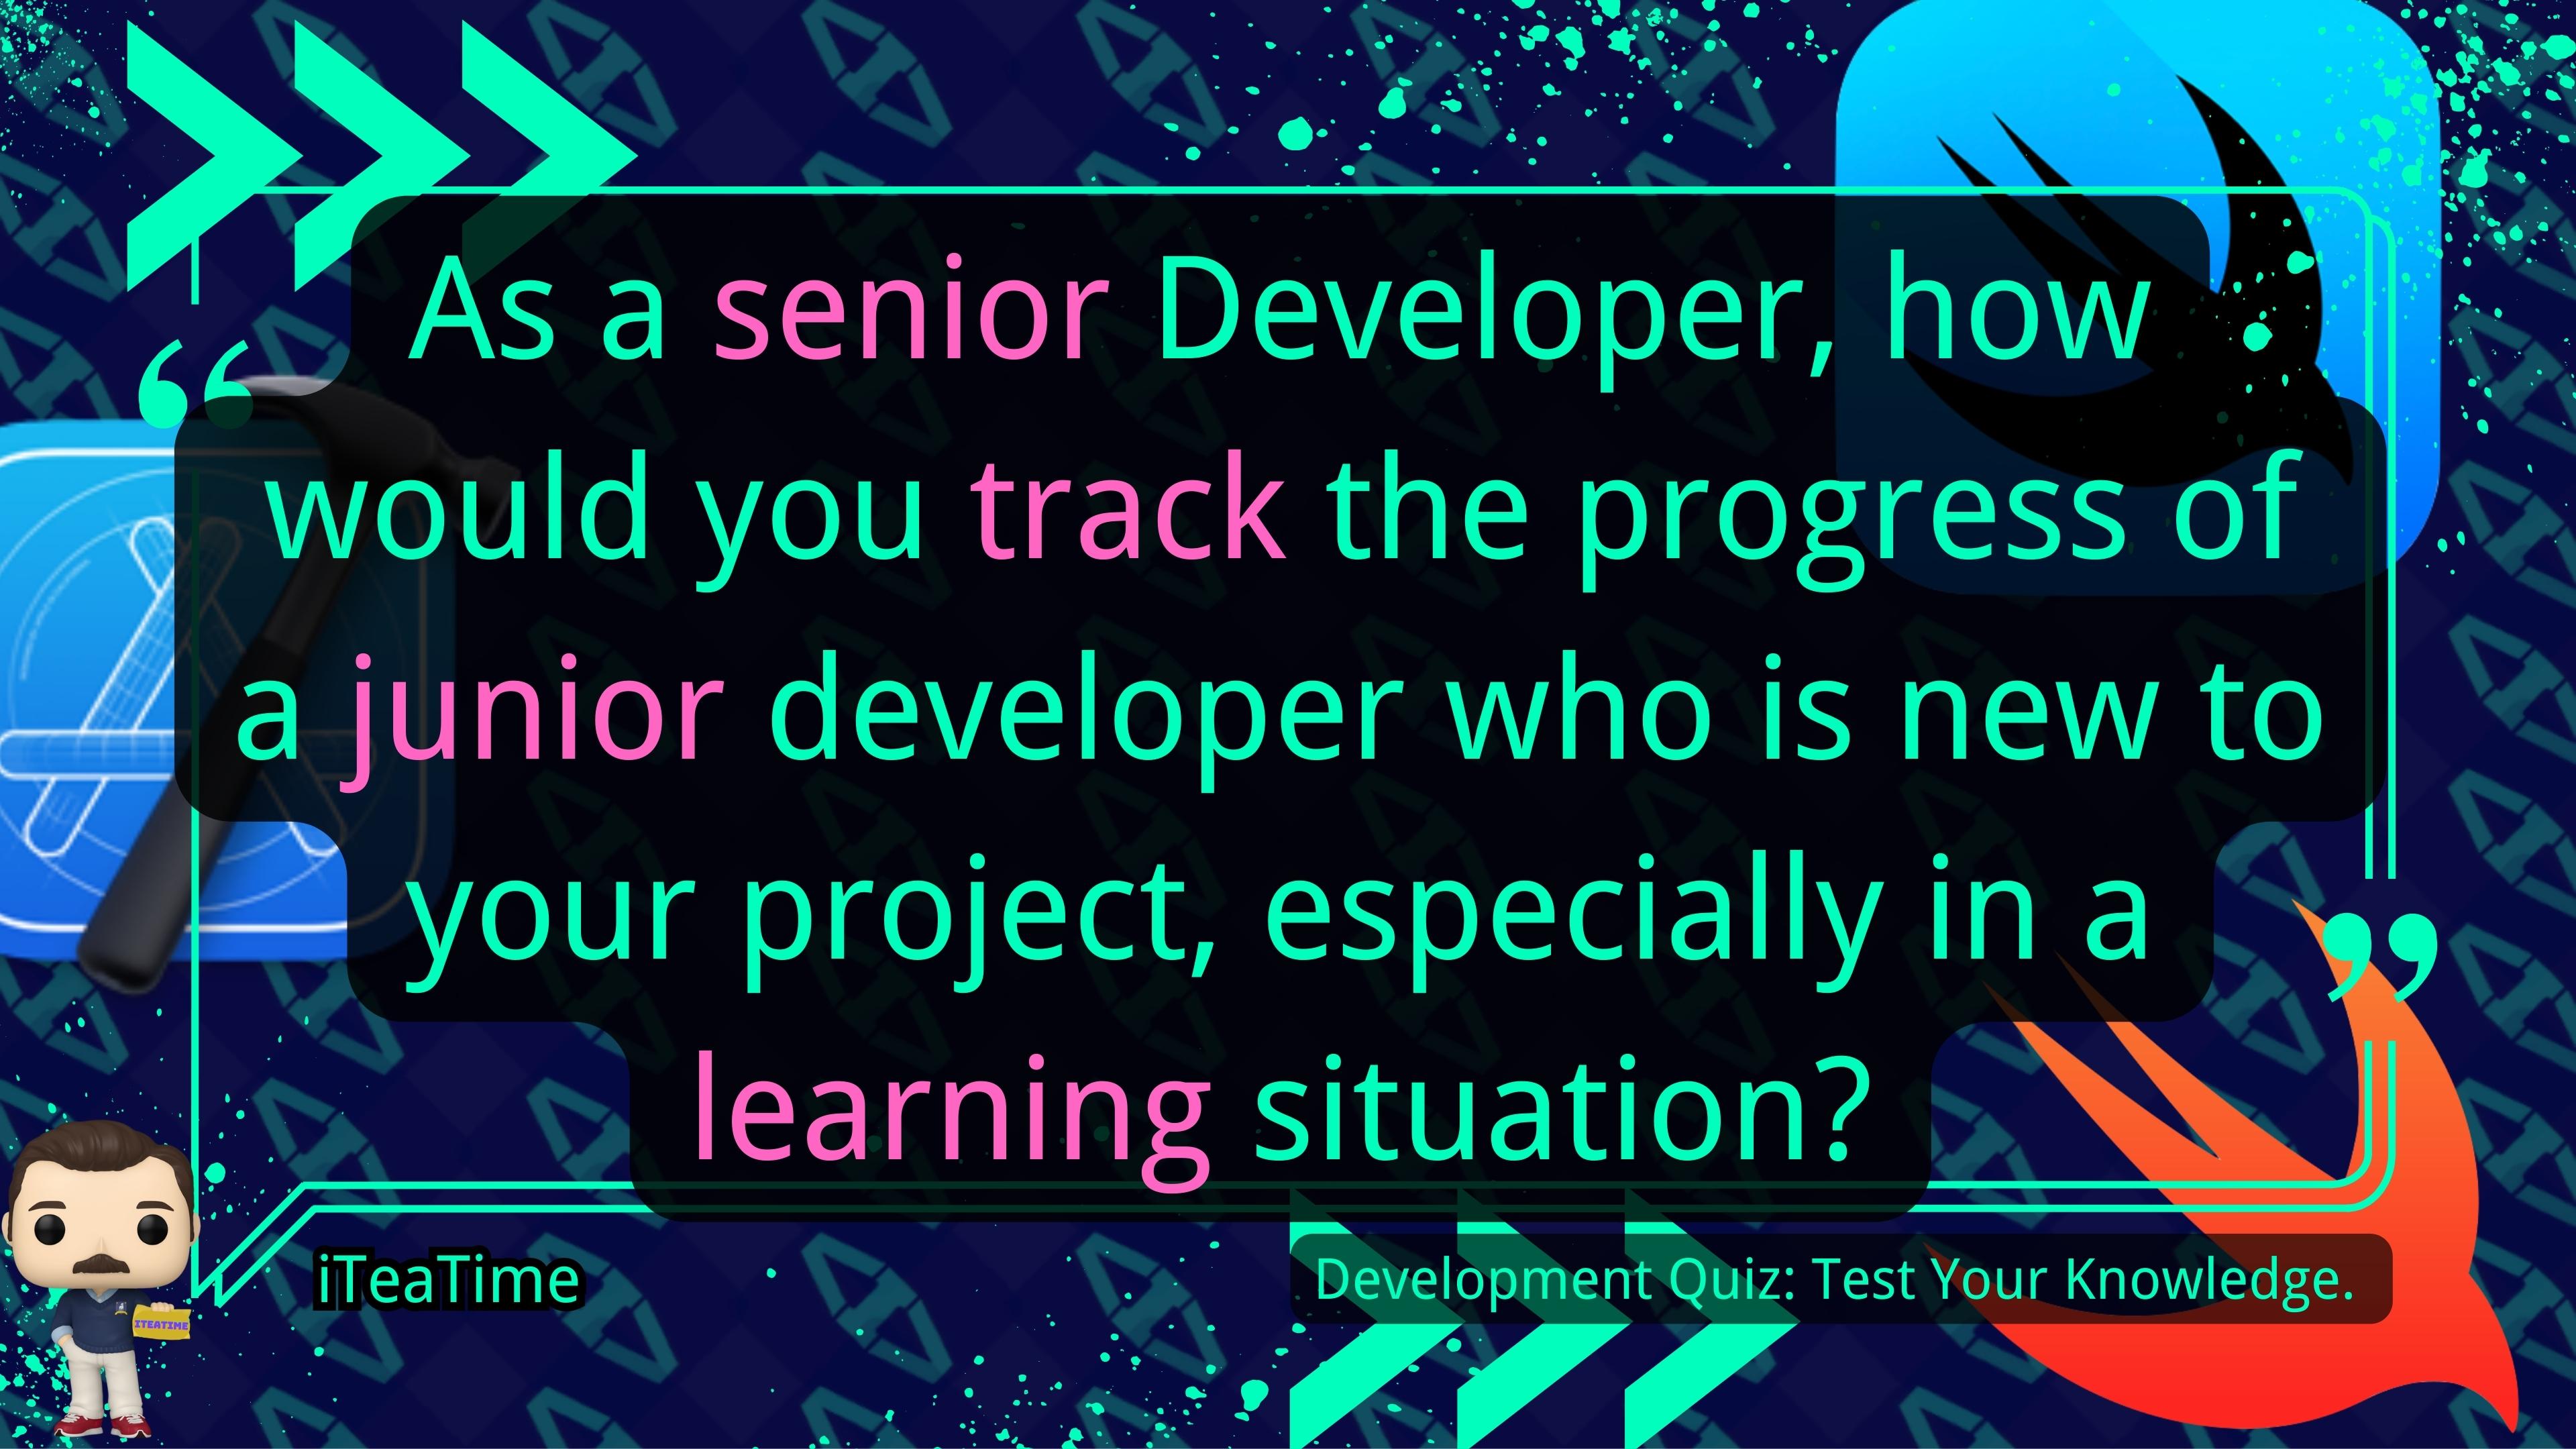 “
As a senior Developer, how
would you track the progress of
a junior developer who is new to
your project, especially in a
learning situation?
”
iTeaTime
Development Quiz: Test Your Knowledge.
ITEATIME